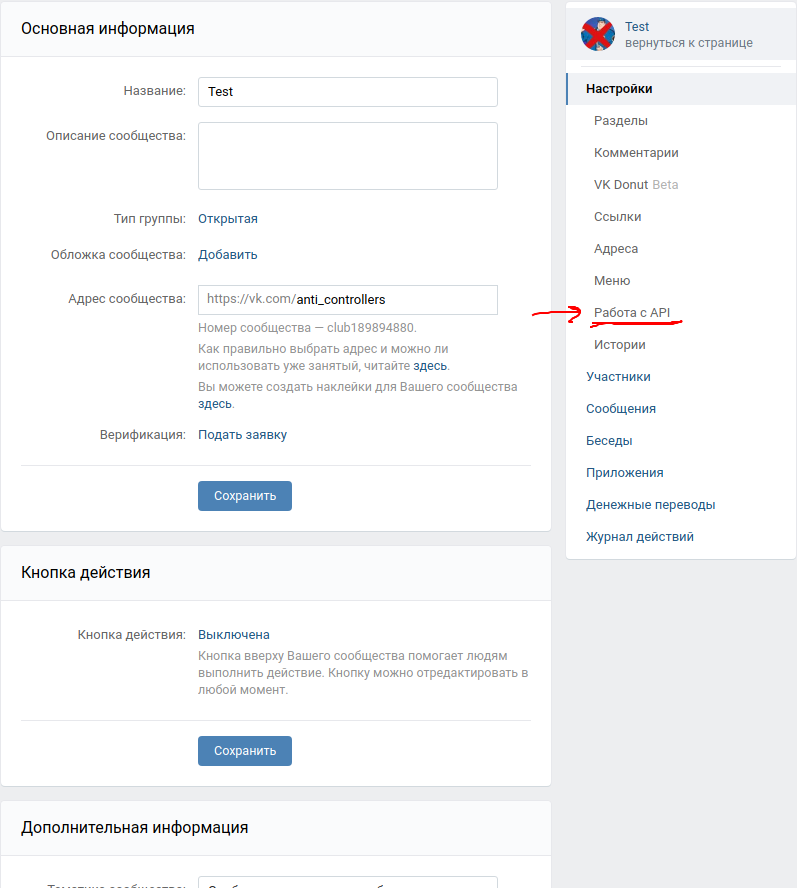 Основная информация
Название:
Test
Описание сообщества:
Тип группы:
Открытая
Обложка сообщества:
Добавить
Адрес сообщества:
https://vk.com/anti_controllers
Номер сообщества — club189894880.
Как правильно выбрать адрес и можно ли
использовать уже занятый, читайте здесь.
Вы можете создать наклейки для Вашего сообщества
здесь.
Верификация:
Подать заявку
Сохранить
Кнопка действия
Кнопка действия:
Выключена
Кнопка вверху Вашего сообщества помогает людям
выполнить действие. Кнопку можно отредактировать в
любой момент.
Сохранить
Дополнительная информация
Test
вернуться к странице
Настройки
Разделы
Комментарии
VK Donut Beta
Ссылки
Адреса
Меню
Работа с API
Истории
Участники
Сообщения
Беседы
Приложения
Денежные переводы
Журнал действий